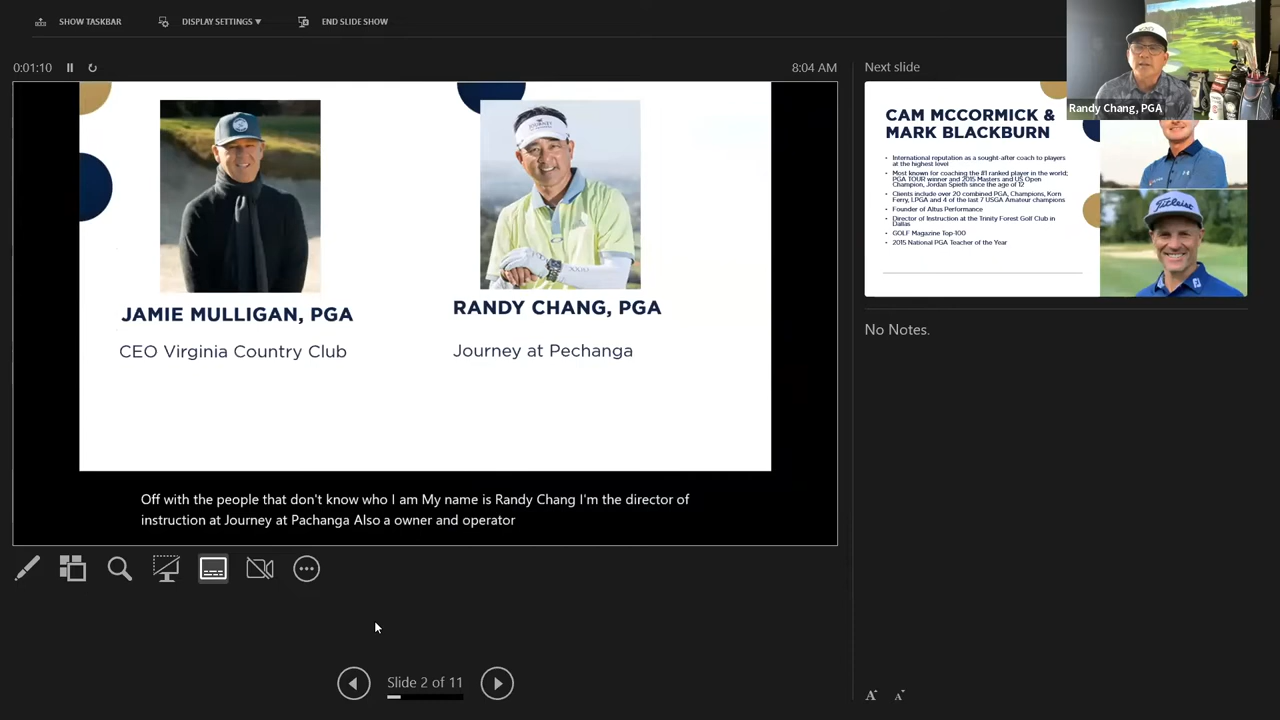 SHOW TASKBAR
DISPLAY SETTINGS
END SLIDE SHOW
0:01:10
8:04 AM
JAMIE MULLIGAN, PGA
CEO Virginia Country Club
RANDY CHANG, PGA
Journey at Pechanga
Off with the people that don't know who I am My name is Randy Chang I'm the director of
instruction at Journey at Pachanga Also a owner and operator
Slide 2 of 11
Next slide
Randy Chang, PGA
CAM MCCORMICK &
MARK BLACKBURN
• International reputation as a sought-after coach to players
at the highest level
• Most known for coaching the #1 ranked player in the world;
PGA TOUR winner and 2015 Masters and US Open
Champion, Jordan Spieth since the age of 12
• Clients include over 20 combined PGA, Champions, Korn
Ferry, LPGA and 4 of the last 7 USGA Amateur champions
• Founder of Altus Performance
• Director of Instruction at the Trinity Forest Golf Club in
Dallas
• GOLF Magazine Top-100
• 2015 National PGA Teacher of the Year
Titleist
No Notes.
A
A